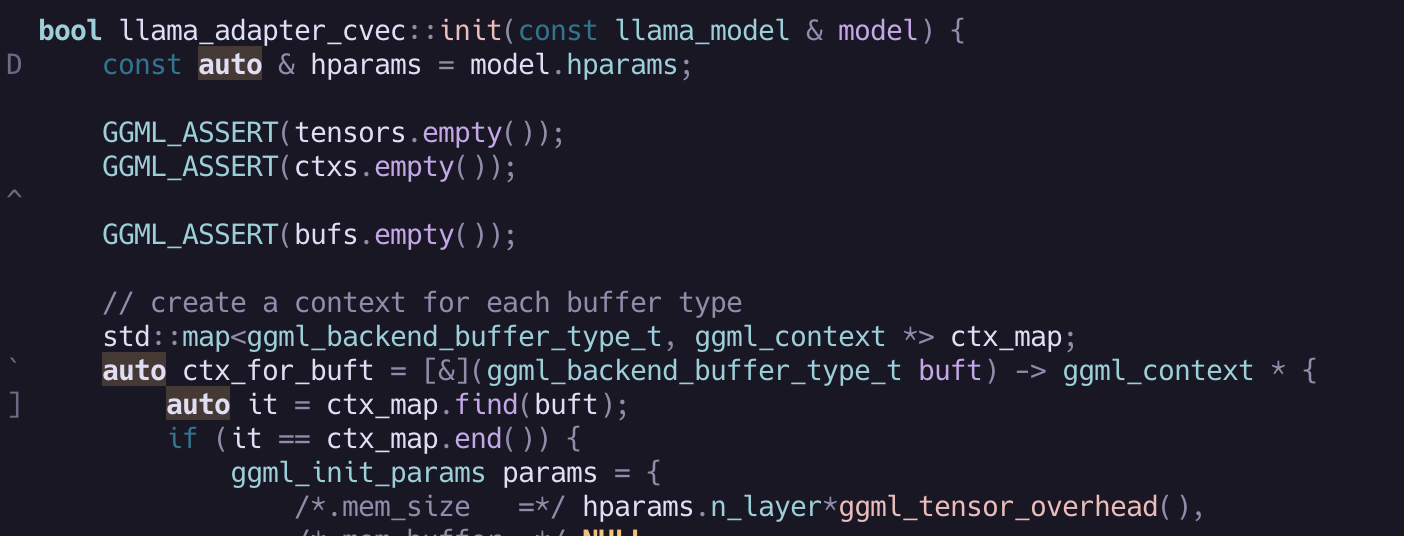 bool llama_adapter_cvec::init(const llama_model & model) {
D    const auto & hparams = model.hparams;

     GGML_ASSERT(tensors.empty());
     GGML_ASSERT(ctxs.empty());
^
     GGML_ASSERT(bufs.empty());

     // create a context for each buffer type
     std::map<ggml_backend_buffer_type_t, ggml_context *> ctx_map;
`    auto ctx_for_buft = [&](ggml_backend_buffer_type_t buft) -> ggml_context * {
]        auto it = ctx_map.find(buft);
         if (it == ctx_map.end()) {
             ggml_init_params params = {
                 /*.mem_size   =*/ hparams.n_layer*ggml_tensor_overhead(),
                 /*.mem_buffer =*/ NULL